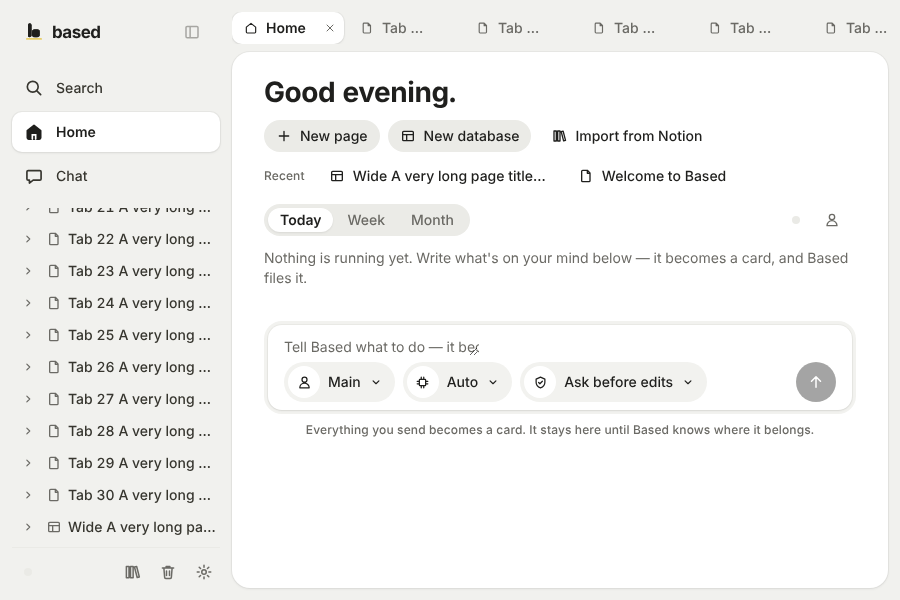 based
Search
Home
Chat
Tab 21 A very long ...
Tab 22 A very long ...
Tab 23 A very long ...
Tab 24 A very long ...
Tab 25 A very long ...
Tab 26 A very long ...
Tab 27 A very long ...
Tab 28 A very long ...
Tab 29 A very long ...
Tab 30 A very long ...
Wide A very long pa...
Home Tab ... Tab ... Tab ... Tab ... Tab ...
Good evening.
New page New database Import from Notion
Recent Wide A very long page title... Welcome to Based
Today Week Month
Nothing is running yet. Write what's on your mind below — it becomes a card, and Based
files it.
Tell Based what to do — it
Main Auto Ask before edits
Everything you send becomes a card. It stays here until Based knows where it belongs.